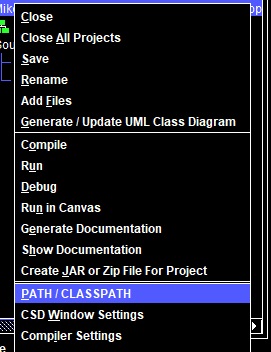 Close
Close All Projects
Save
Rename
Add Files
Generate / Update UML Class Diagram
Compile
Run
Debug
Run in Canvas
Generate Documentation
Show Documentation
Create JAR or Zip File For Project
PATH / CLASSPATH
CSD Window Settings
Compiler Settings